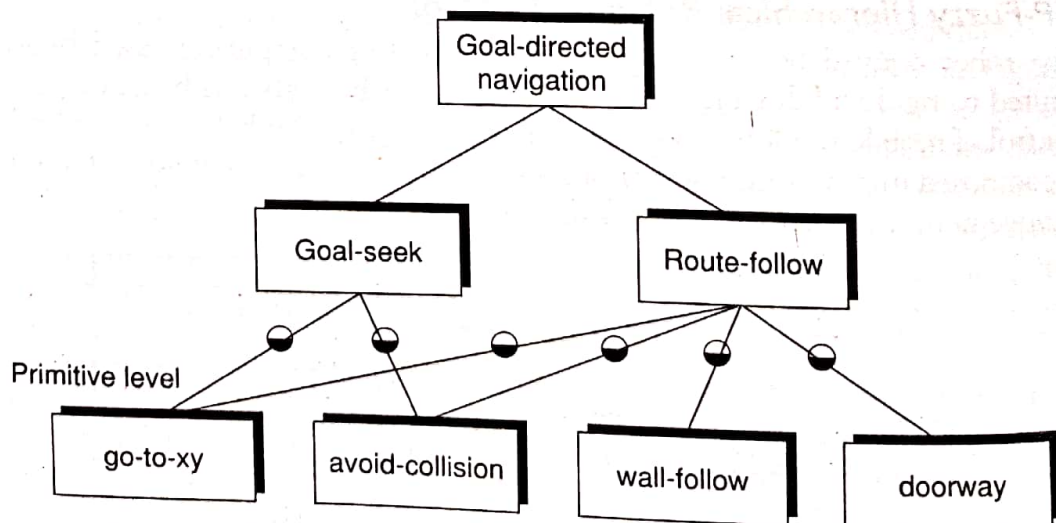 Goal-directed
navigation
Goal-seek
Route-follow
Primitive level
go-to-xy
avoid-collision
wall-follow
doorway